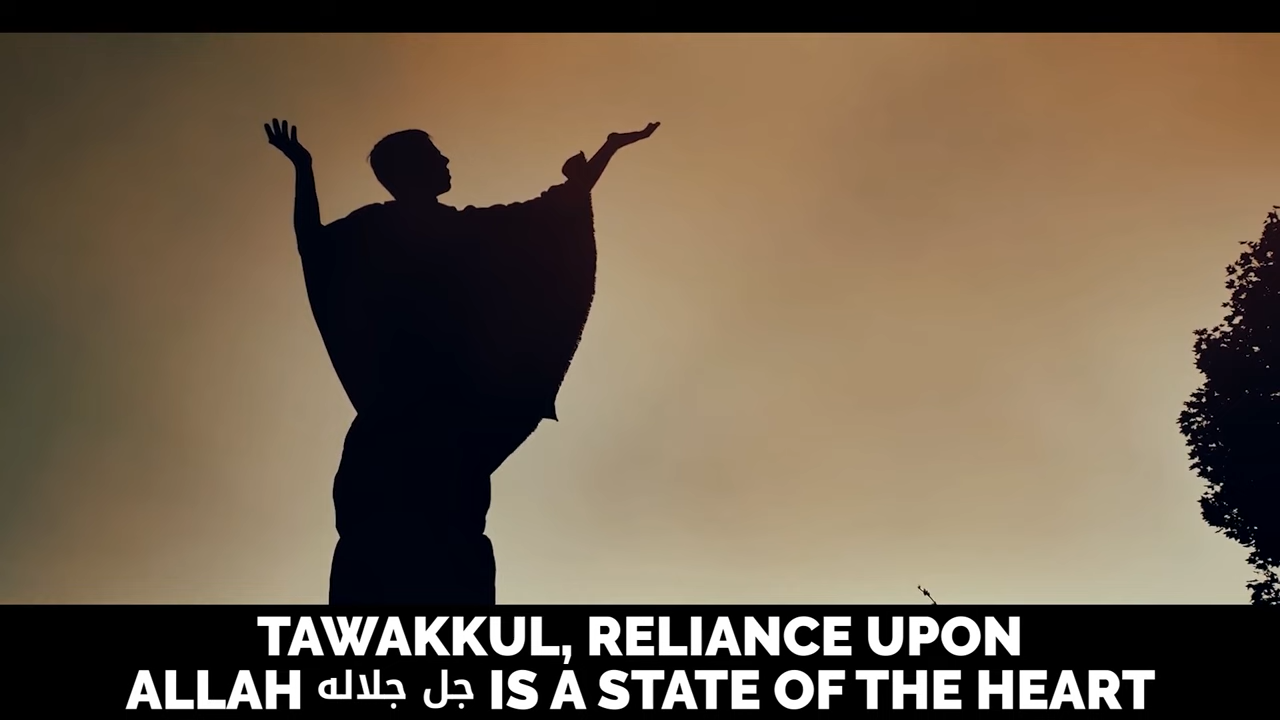 TAWAKKUL, RELIANCE UPON
ALLAH جل جلاله IS A STATE OF THE HEART